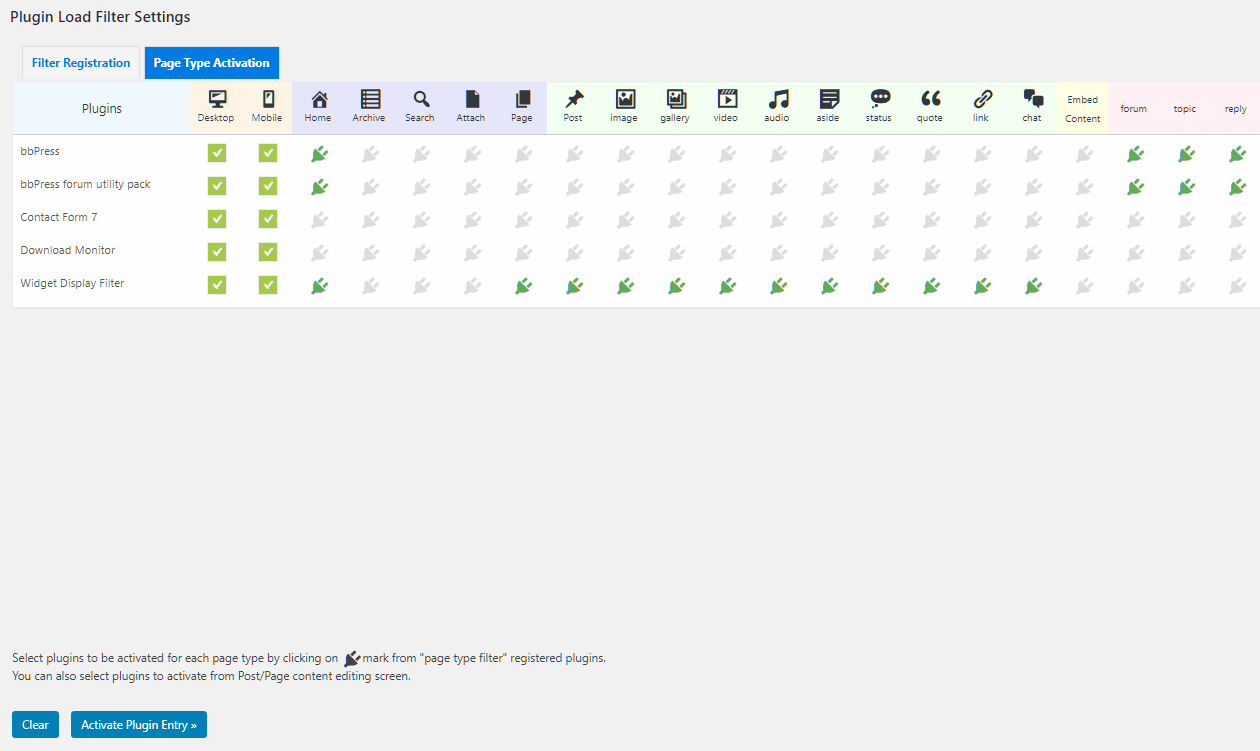 Plugin Load Filter Settings
Filter Registration
Page Type Activation
Plugins
Desktop
Mobile
Home
Archive
Search
Attach
Page
Post
image
gallery
video
audio
aside
status
quote
link
chat
Embed
Content
forum
topic
reply
bbPress
bbPress forum utility pack
Contact Form 7
Download Monitor
Widget Display Filter
Select plugins to be activated for each page type by clicking on mark from "page type filter" registered plugins.
You can also select plugins to activate from Post/Page content editing screen.
Clear
Activate Plugin Entry »